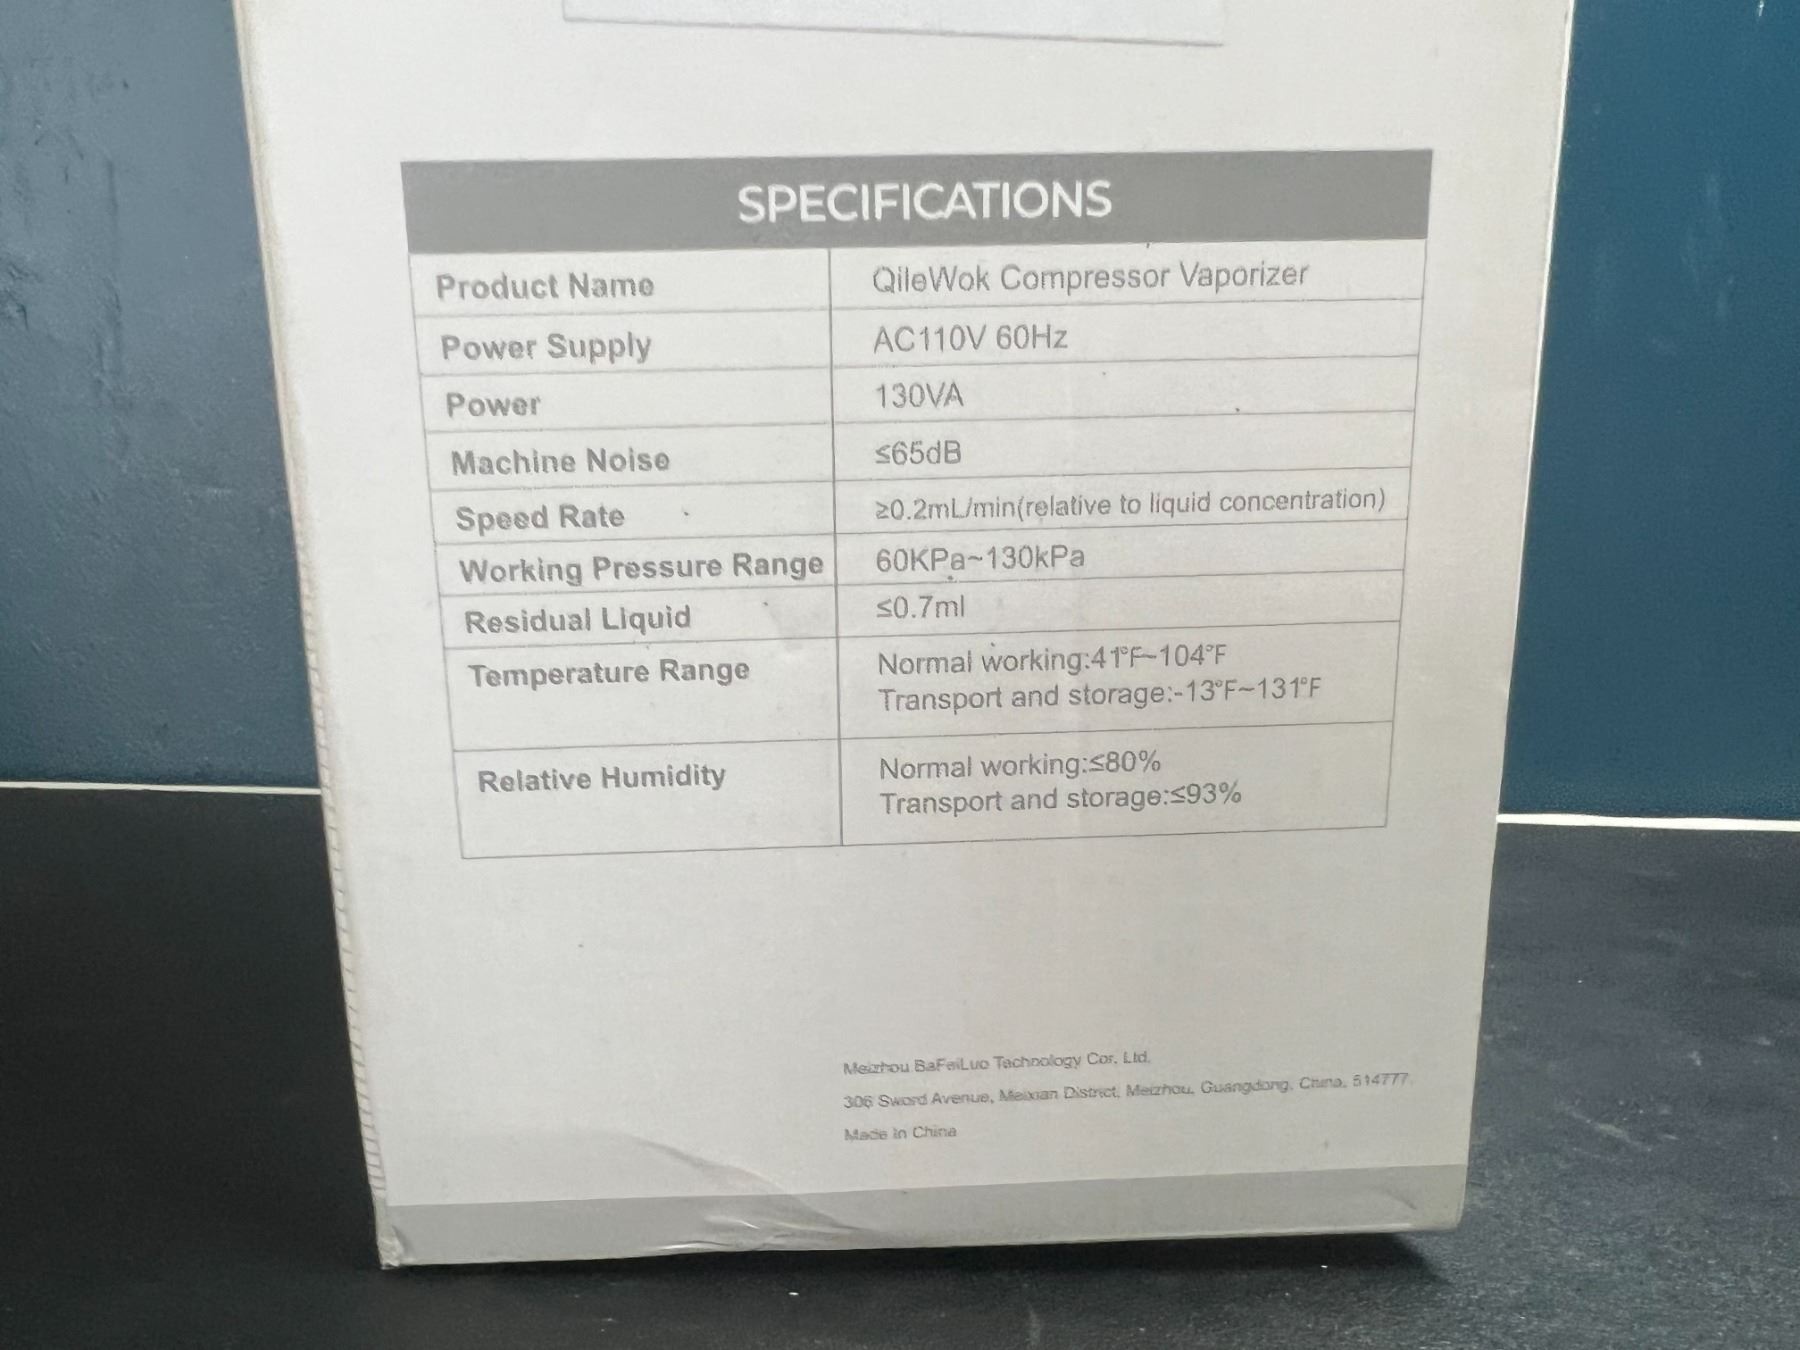 SPECIFICATIONS
Product Name QileWok Compressor Vaporizer
Power Supply AC110V 60Hz
Power 130VA
Machine Noise ≤65dB
Speed Rate ≥0.2mL/min(relative to liquid concentration)
Working Pressure Range 60KPa~130kPa
Residual Liquid ≤0.7ml
Temperature Range Normal working:41°F~104°F
Transport and storage:-13°F~131°F
Relative Humidity Normal working:≤80%
Transport and storage:≤93%
Meizhou BaFeiLuo Technology Cor. Ltd.
306 Sword Avenue, Meixian District, Meizhou, Guangdong, China, 514777
Made In China